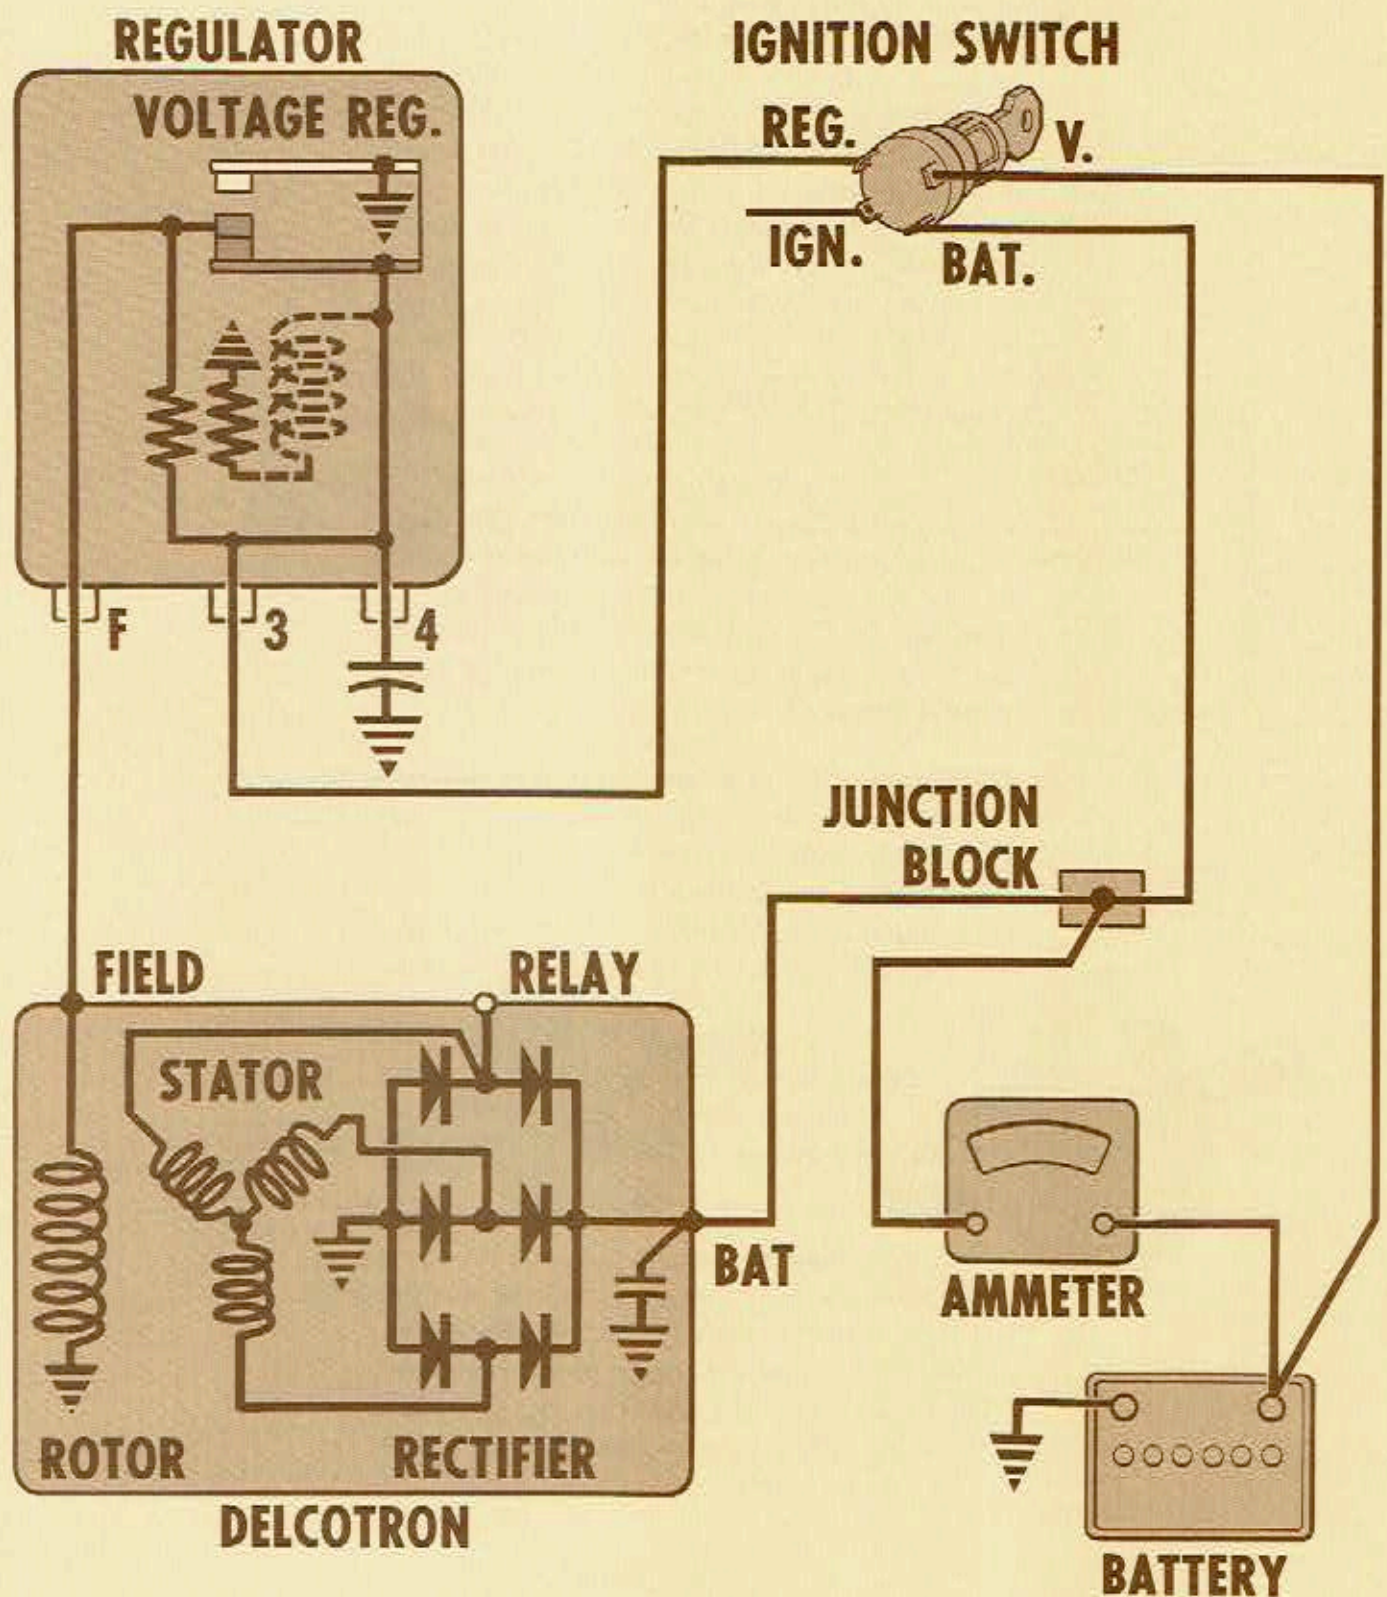 REGULATOR
VOLTAGE REG.
IGNITION SWITCH
REG.
V.
IGN.
BAT.
F
3
4
JUNCTION
BLOCK
FIELD
RELAY
STATOR
BAT
AMMETER
ROTOR
RECTIFIER
DELCOTRON
BATTERY